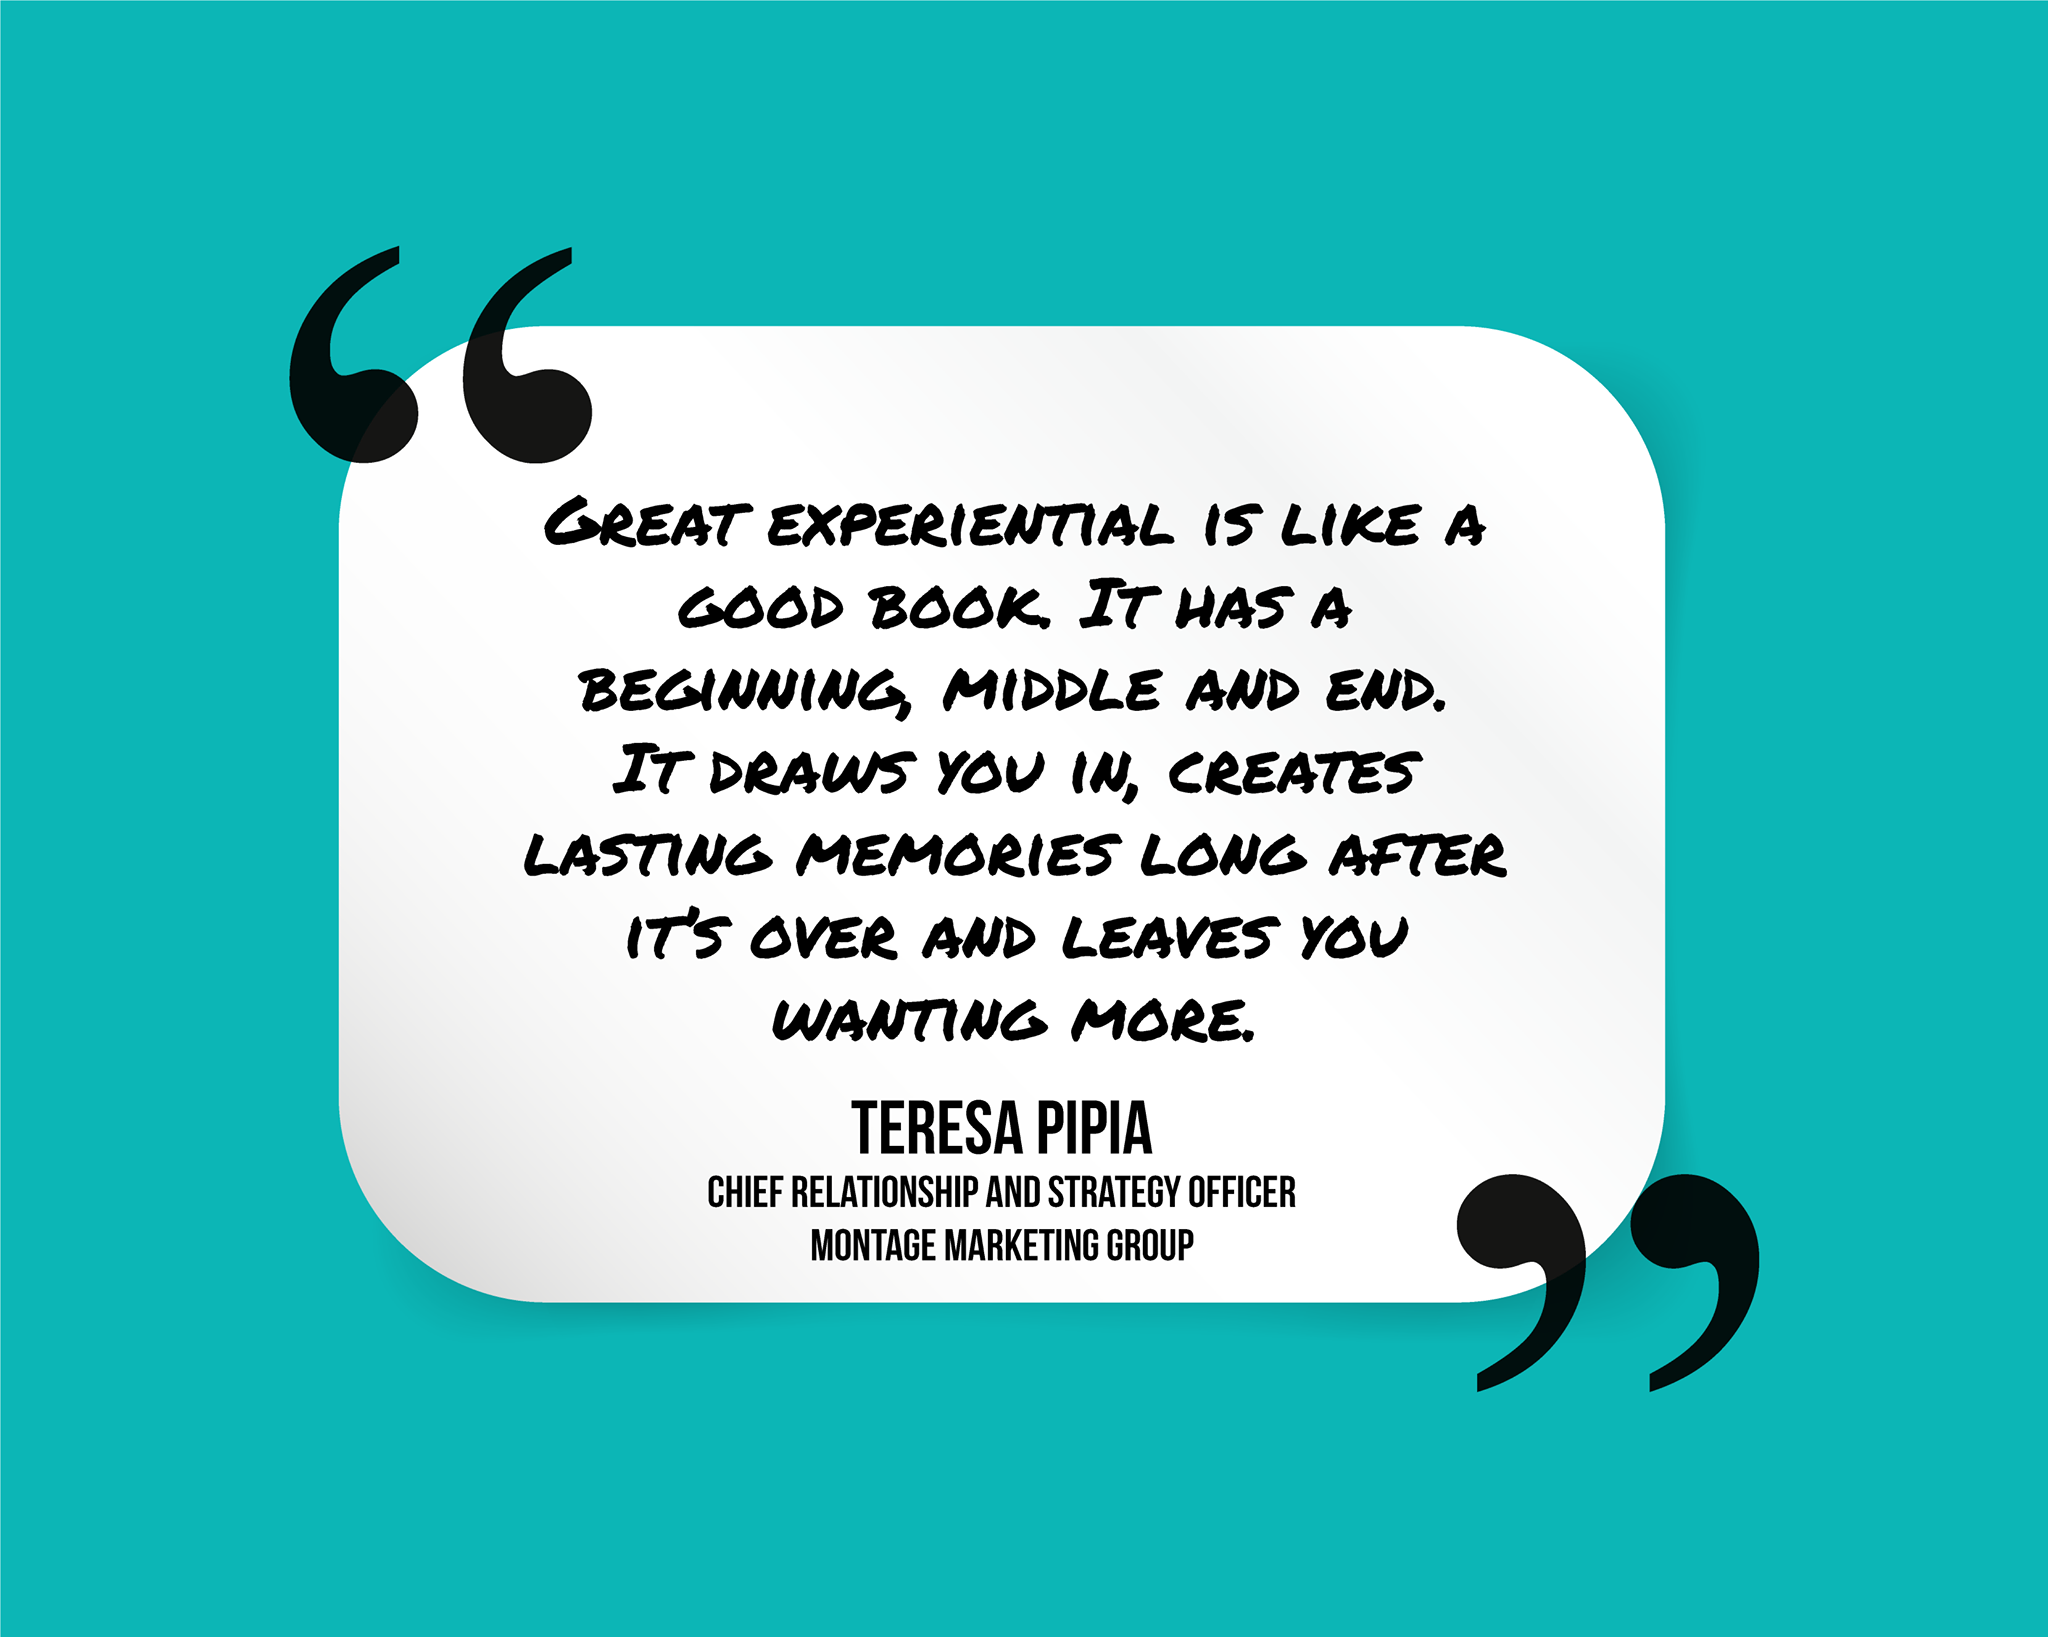 Great experiential is like a
good book. It has a
beginning, middle and end.
It draws you in, creates
lasting memories long after
it's over and leaves you
wanting more.
TERESA PIPIA
CHIEF RELATIONSHIP AND STRATEGY OFFICER
MONTAGE MARKETING GROUP